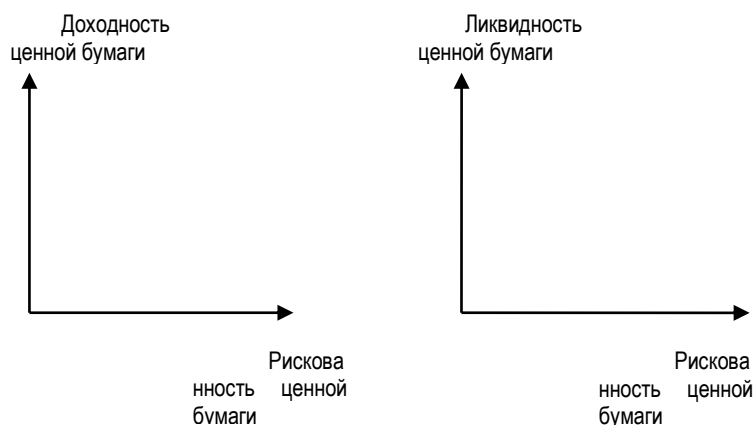 Доходность
ценной бумаги
Ликвидность
ценной бумаги
Рискова
нность ценной
бумаги
Рискова
нность ценной
бумаги